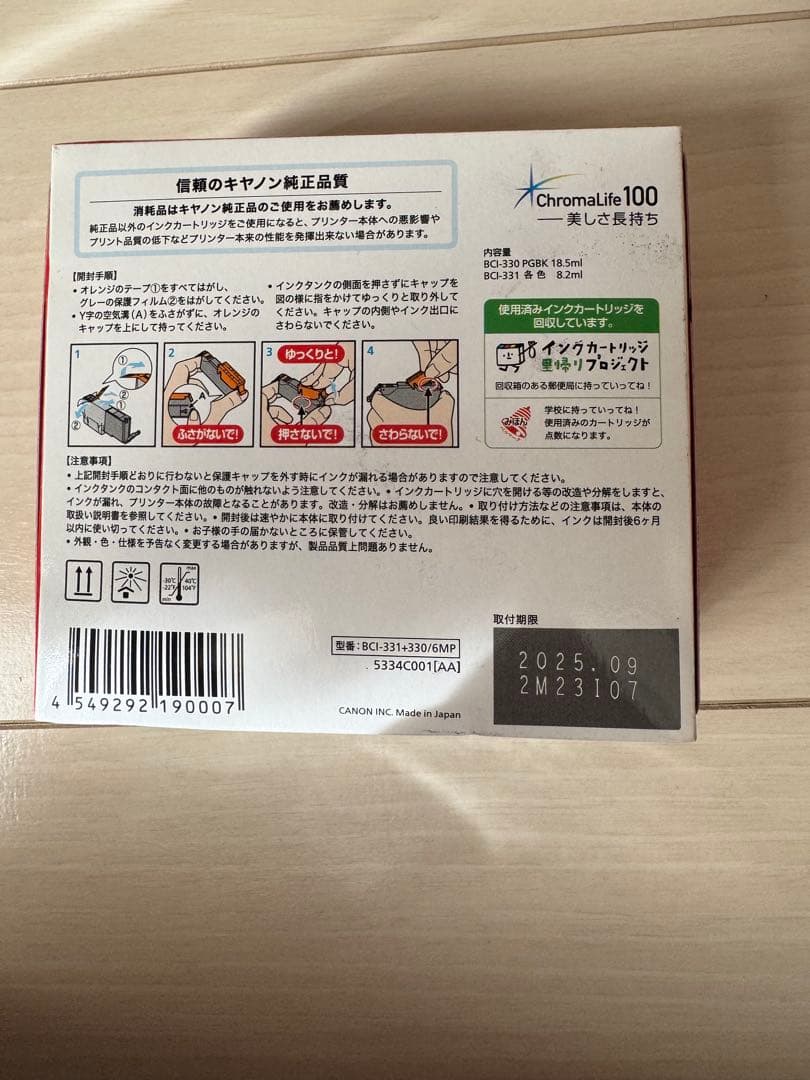 信頼のキヤノン純正品質
消耗品はキヤノン純正品のご使用をお薦めします。
純正品以外のインクカートリッジをご使用になると、プリンター本体への悪影響や
プリント品質の低下などプリンター本来の性能を発揮出来ない場合があります。
ChromaLife100
美しさ長持ち
内容量
BCI-330 PGBK 18.5ml
BCI-331 各色 8.2ml
【開封手順】
• オレンジのテープ①をすべてはがし、
グレーの保護フィルム②をはがしてください。
• Y字の空気溝(A)をふさがずに、オレンジの
キャップを上にして持ってください。
• インクタンクの側面を押さずにキャップを
図の様に指をかけてゆっくりと取り外して
ください。キャップの内側やインク出口に
さわらないでください。
使用済みインクカートリッジを
回収しています。
インクカートリッジ
里帰りプロジェクト
回収箱のある郵便局に持っていってね!
みほん
学校に持っていってね!
使用済みのカートリッジが
点数になります。
1
①
②
①
②
2
A
ふさがないで!
3
ゆっくりと!
押さないで!
4
さわらないで!
【注意事項】
• 上記開封手順どおりに行わないと保護キャップを外す時にインクが漏れる場合がありますので注意してください。
• インクタンクのコンタクト面に他のものが触れないよう注意してください。• インクカートリッジに穴を開ける等の改造や分解をしますと、
インクが漏れ、プリンター本体の故障となることがあります。改造・分解はお薦めしません。• 取り付け方法などの注意事項は、本体の
取扱い説明書を参照してください。• 開封後は速やかに本体に取り付けてください。良い印刷結果を得るために、インクは開封後6ヶ月
以内に使い切ってください。• お子様の手の届かないところに保管してください。
• 外観・色・仕様を予告なく変更する場合がありますが、製品品質上問題ありません。
max
-30℃ 40℃
-22°F 104°F
min
取付期限
2025.09
2M23I07
型番:BCI-331+330/6MP
5334C001[AA]
4 549292 190007
CANON INC. Made in Japan